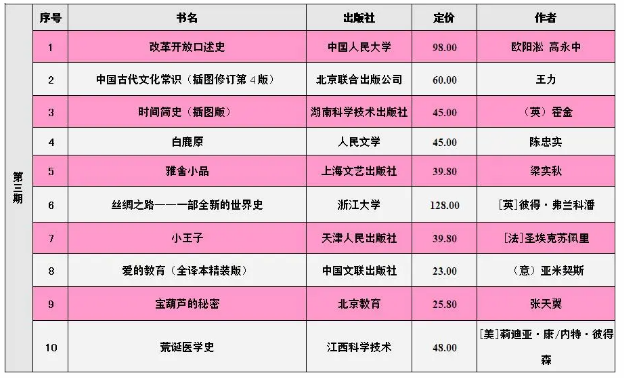 序号 书名 出版社 定价 作者
第三期
1 改革开放口述史 中国人民大学 98.00 欧阳淞 高永中
2 中国古代文化常识（插图修订第4版） 北京联合出版公司 60.00 王力
3 时间简史（插图版） 湖南科学技术出版社 45.00 （英）霍金
4 白鹿原 人民文学 45.00 陈忠实
5 雅舍小品 上海文艺出版社 39.80 梁实秋
6 丝绸之路———部全新的世界史 浙江大学 128.00 [英]彼得·弗兰科潘
7 小王子 天津人民出版社 39.80 [法]圣埃克苏佩里
8 爱的教育（全译本精装版） 中国文联出版社 23.00 （意）亚米契斯
9 宝葫芦的秘密 北京教育 25.80 张天翼
10 荒诞医学史 江西科学技术 48.00 [美]莉迪亚·康/内特·彼得
森